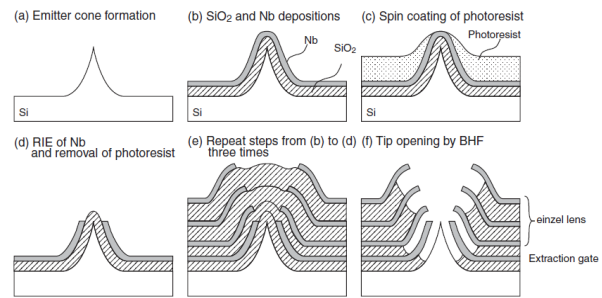 (a) Emitter cone formation
(b) SiO2 and Nb depositions
(c) Spin coating of photoresist
Nb
SiO2
Photoresist
Si
Si
Si
(d) RIE of Nb
and removal of photoresist
(e) Repeat steps from (b) to (d)
three times
(f) Tip opening by BHF
einzel lens
Extraction gate